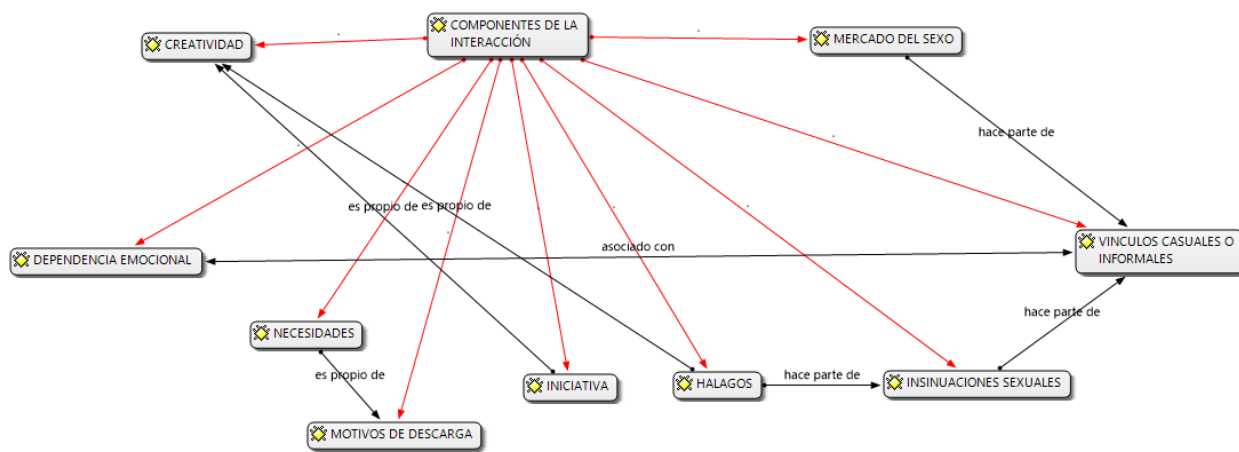 COMPONENTES DE LA
INTERACCIÓN
CREATIVIDAD
MERCADO DEL SEXO
hace parte de
es propio de
es propio de
asociado con
DEPENDENCIA EMOCIONAL
VINCULOS CASUALES O
INFORMALES
hace parte de
NECESIDADES
es propio de
INICIATIVA
HALAGOS
hace parte de
INSINUACIONES SEXUALES
MOTIVOS DE DESCARGA